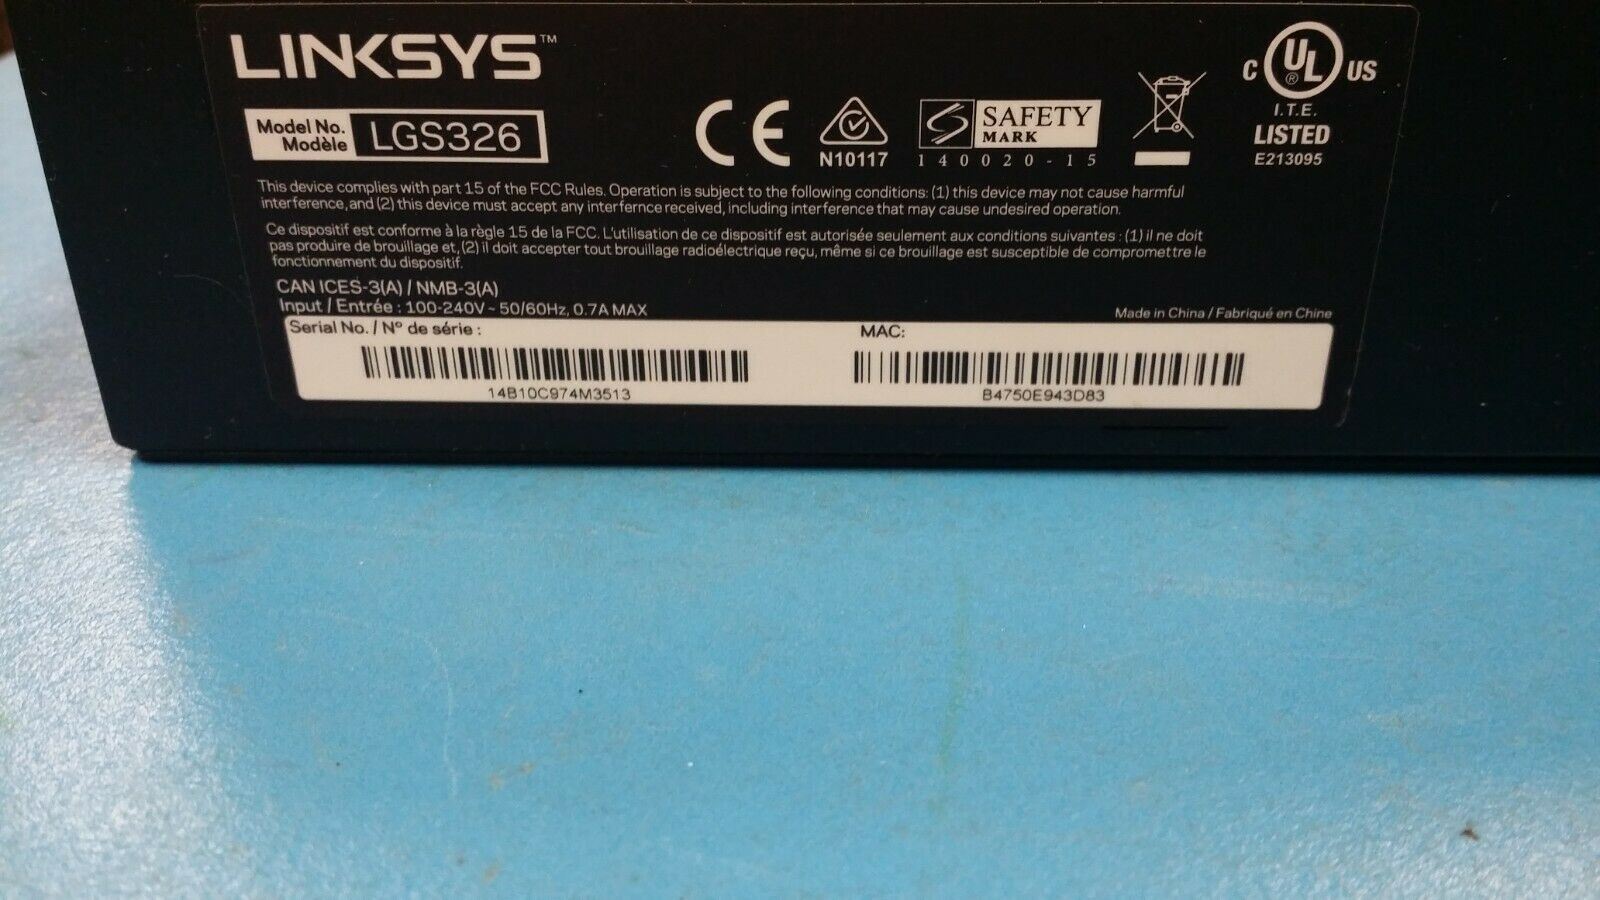 LINKSYS™
Model No.
Modèle
LGS326
CE
N10117
SAFETY
MARK
140020-15
C UL ® US
I.T.E.
LISTED
E213095
This device complies with part 15 of the FCC Rules. Operation is subject to the following conditions: (1) this device may not cause harmful
interference,and (2) this device must accept any interfernce received, including interference that may cause undesired operation.
Ce dispositif est conforme à la règle 15 de la FCC. L'utilisation de ce dispositif est autorisée seulement aux conditions suivantes : (1) il ne doit
pas produire de brouillage et, (2) il doit accepter tout brouillage radioélectrique reçu, même si ce brouillage est susceptible de compromettre le
fonctionnement du dispositif.
CAN ICES-3(A) / NMB-3(A)
Input / Entrée : 100-240V ~ 50/60Hz, 0.7A MAX
Made in China / Fabriqué en Chine
Serial No. / N° de série :
14B10C974M3513
MAC:
B4750E943D83